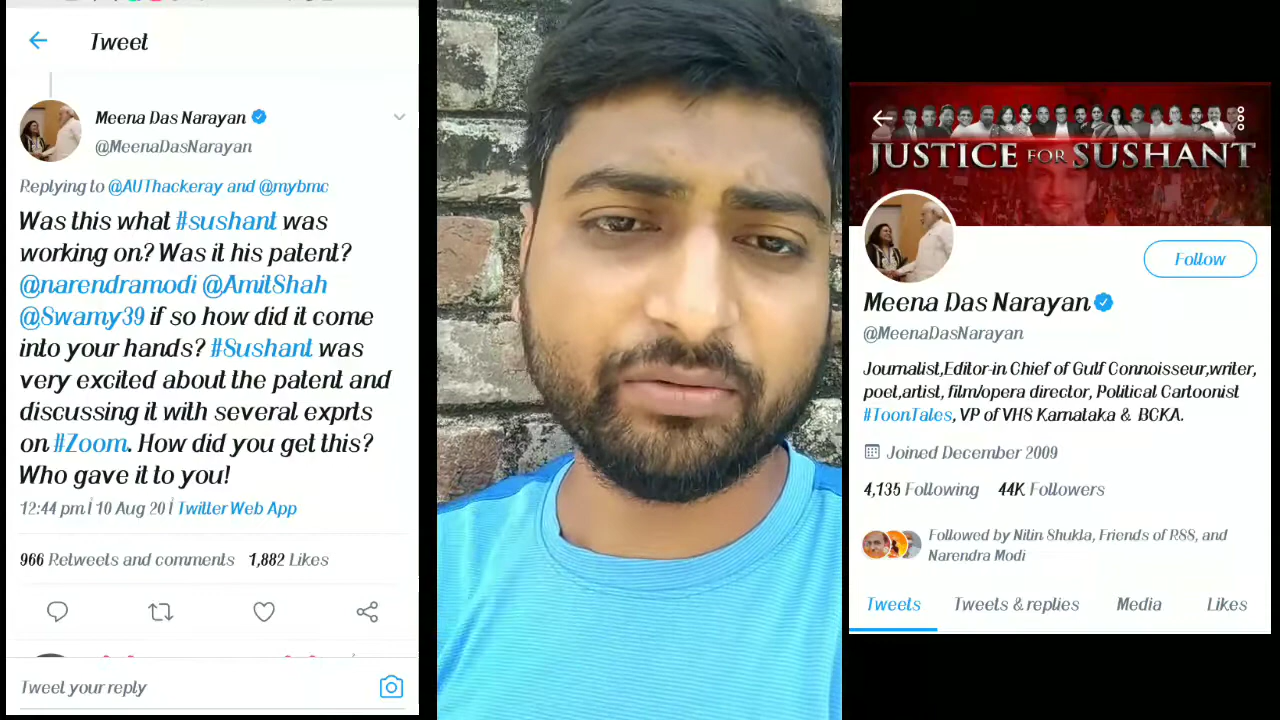 Tweet
Meena Das Narayan
@MeenaDasNarayan
Replying to @AUThackeray and @mybmc
Was this what #sushant was
working on? Was it his patent?
@narendramodi @AmitShah
@Swamy39 if so how did it come
into your hands? #Sushant was
very excited about the patent and
discussing it with several exprts
on #Zoom. How did you get this?
Who gave it to you!
12:44 pm | 10 Aug 20 | Twitter Web App
966 Retweets and comments 1,882 Likes
Tweet your reply
JUSTICE FOR SUSHANT
Follow
Meena Das Narayan
@MeenaDasNarayan
Journalist,Editor-in Chief of Gulf Connoisseur,writer,
poet,artist, film/opera director, Political Cartoonist
#ToonTales, VP of VHS Karnataka & BCKA.
Joined December 2009
4,135 Following 44K Followers
Followed by Nitin Shukla, Friends of RSS, and
Narendra Modi
Tweets Tweets & replies Media Likes